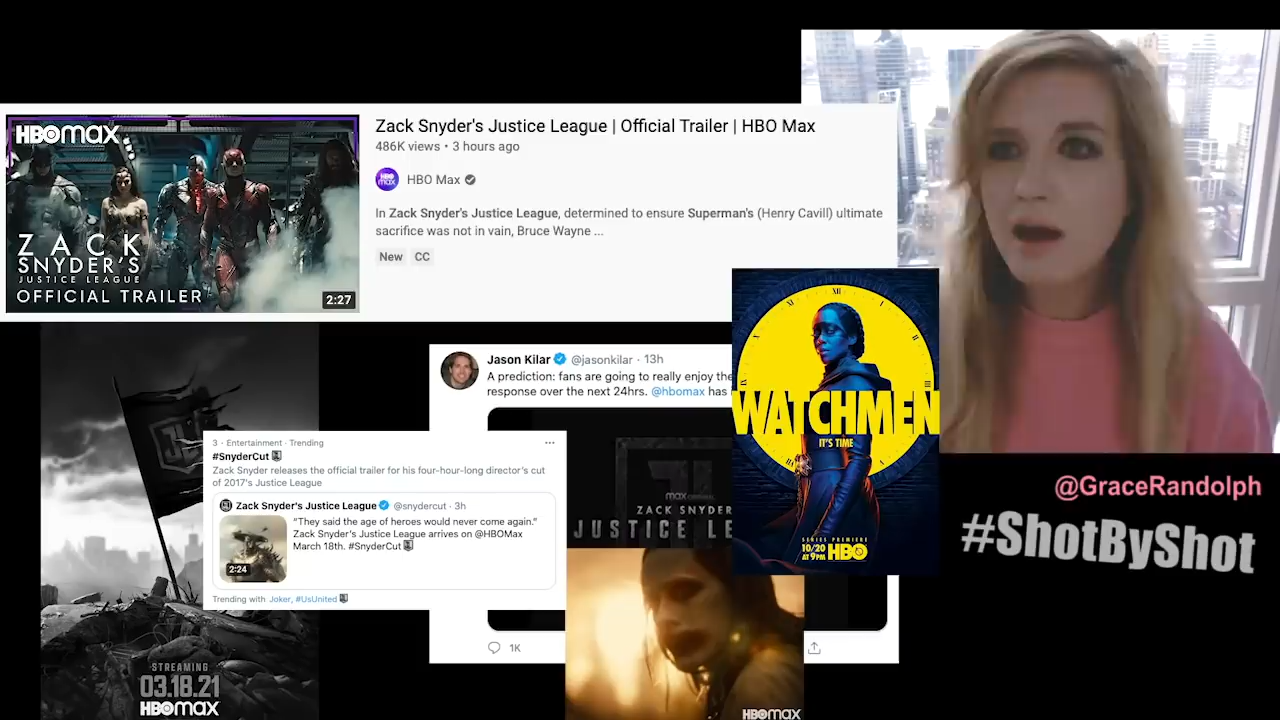 HBOMAX
ZACK
SNYDER'S
JUSTICE LEAGUE
OFFICIAL TRAILER
2:27
Zack Snyder's Justice League | Official Trailer | HBO Max
486K views • 3 hours ago
HBO max
HBO Max
In Zack Snyder's Justice League, determined to ensure Superman's (Henry Cavill) ultimate
sacrifice was not in vain, Bruce Wayne ...
New CC
Jason Kilar @jasonkilar · 13h
A prediction: fans are going to really enjoy the
response over the next 24hrs. @hbomax has
max ORIGINAL
ZACK SNYDER
JUSTICE LE
1K
3 · Entertainment · Trending
#SnyderCut
Zack Snyder releases the official trailer for his four-hour-long director's cut
of 2017's Justice League
Zack Snyder's Justice League @snydercut · 3h
"They said the age of heroes would never come again."
Zack Snyder's Justice League arrives on @HBOMax
March 18th. #SnyderCut
2:24
Trending with Joker, #UsUnited
STREAMING
03.18.21
HBOMAX
HBOMAX
XII
III
WATCHMEN
IT'S TIME
SERIES PREMIERE
10/20
AT 9PM HBO
@GraceRandolph
#ShotByShot